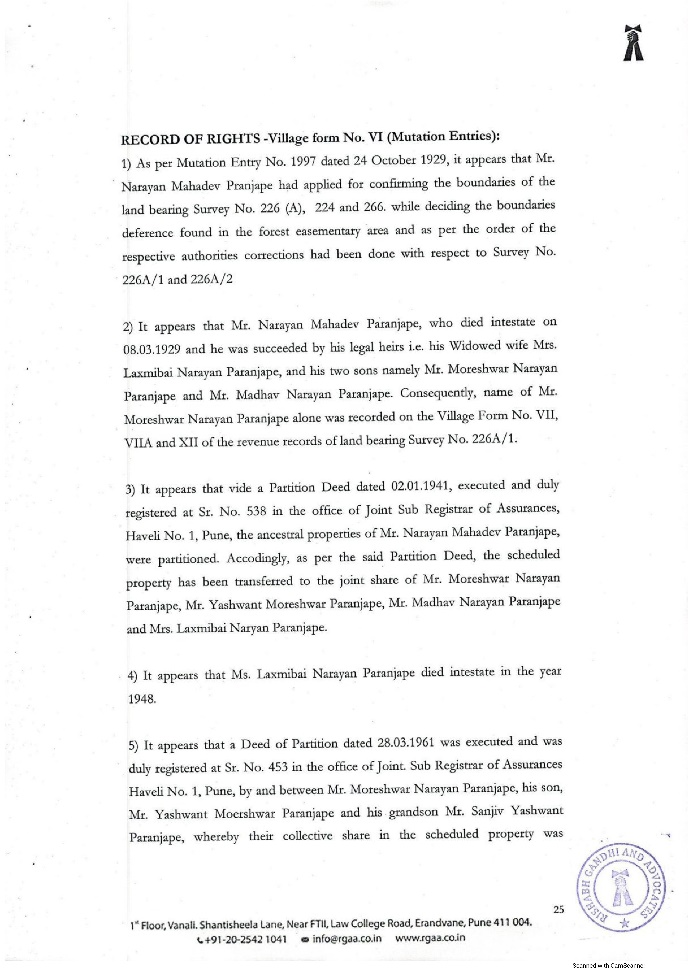 RECORD OF RIGHTS -Village form No. VI (Mutation Entries):
1) As per Mutation Entry No. 1997 dated 24 October 1929, it appears that Mr.
Narayan Mahadev Pranjape had applied for confirming the boundaries of the
land bearing Survey No. 226 (A), 224 and 266. while deciding the boundaries
deference found in the forest easementary area and as per the order of the
respective authorities corrections had been done with respect to Survey No.
226A/1 and 226A/2
2) It appears that Mr. Narayan Mahadev Paranjape, who died intestate on
08.03.1929 and he was succeeded by his legal heirs i.e. his Widowed wife Mrs.
Laxmibai Narayan Paranjape, and his two sons namely Mr. Moreshwar Narayan
Paranjape and Mr. Madhav Narayan Paranjape. Consequently, name of Mr.
Moreshwar Narayan Paranjape alone was recorded on the Village Form No. VII,
VIIA and XII of the revenue records of land bearing Survey No. 226A/1.
3) It appears that vide a Partition Deed dated 02.01.1941, executed and duly
registered at Sr. No. 538 in the office of Joint Sub Registrar of Assurances,
Haveli No. 1, Pune, the ancestral properties of Mr. Narayan Mahadev Paranjape,
were partitioned. Accodingly, as per the said Partition Deed, the scheduled
property has been transferred to the joint share of Mr. Moreshwar Narayan
Paranjape, Mr. Yashwant Moreshwar Paranjape, Mr. Madhav Narayan Paranjape
and Mrs. Laxmibai Naryan Paranjape.
4) It appears that Ms. Laxmibai Narayan Paranjape died intestate in the year
1948.
5) It appears that a Deed of Partition dated 28.03.1961 was executed and was
duly registered at Sr. No. 453 in the office of Joint. Sub Registrar of Assurances
Haveli No. 1, Pune, by and between Mr. Moreshwar Narayan Paranjape, his son,
Mr. Yashwant Moershwar Paranjape and his grandson Mr. Sanjiv Yashwant
Paranjape, whereby their collective share in the scheduled property was
RISHABH GANDHI AND ADVOCATES
25
1st Floor, Vanali. Shantisheela Lane, Near FTII, Law College Road, Erandvane, Pune 411 004.
+91-20-2542 1041 info@rgaa.co.in www.rgaa.co.in
Scanned with CamScanner